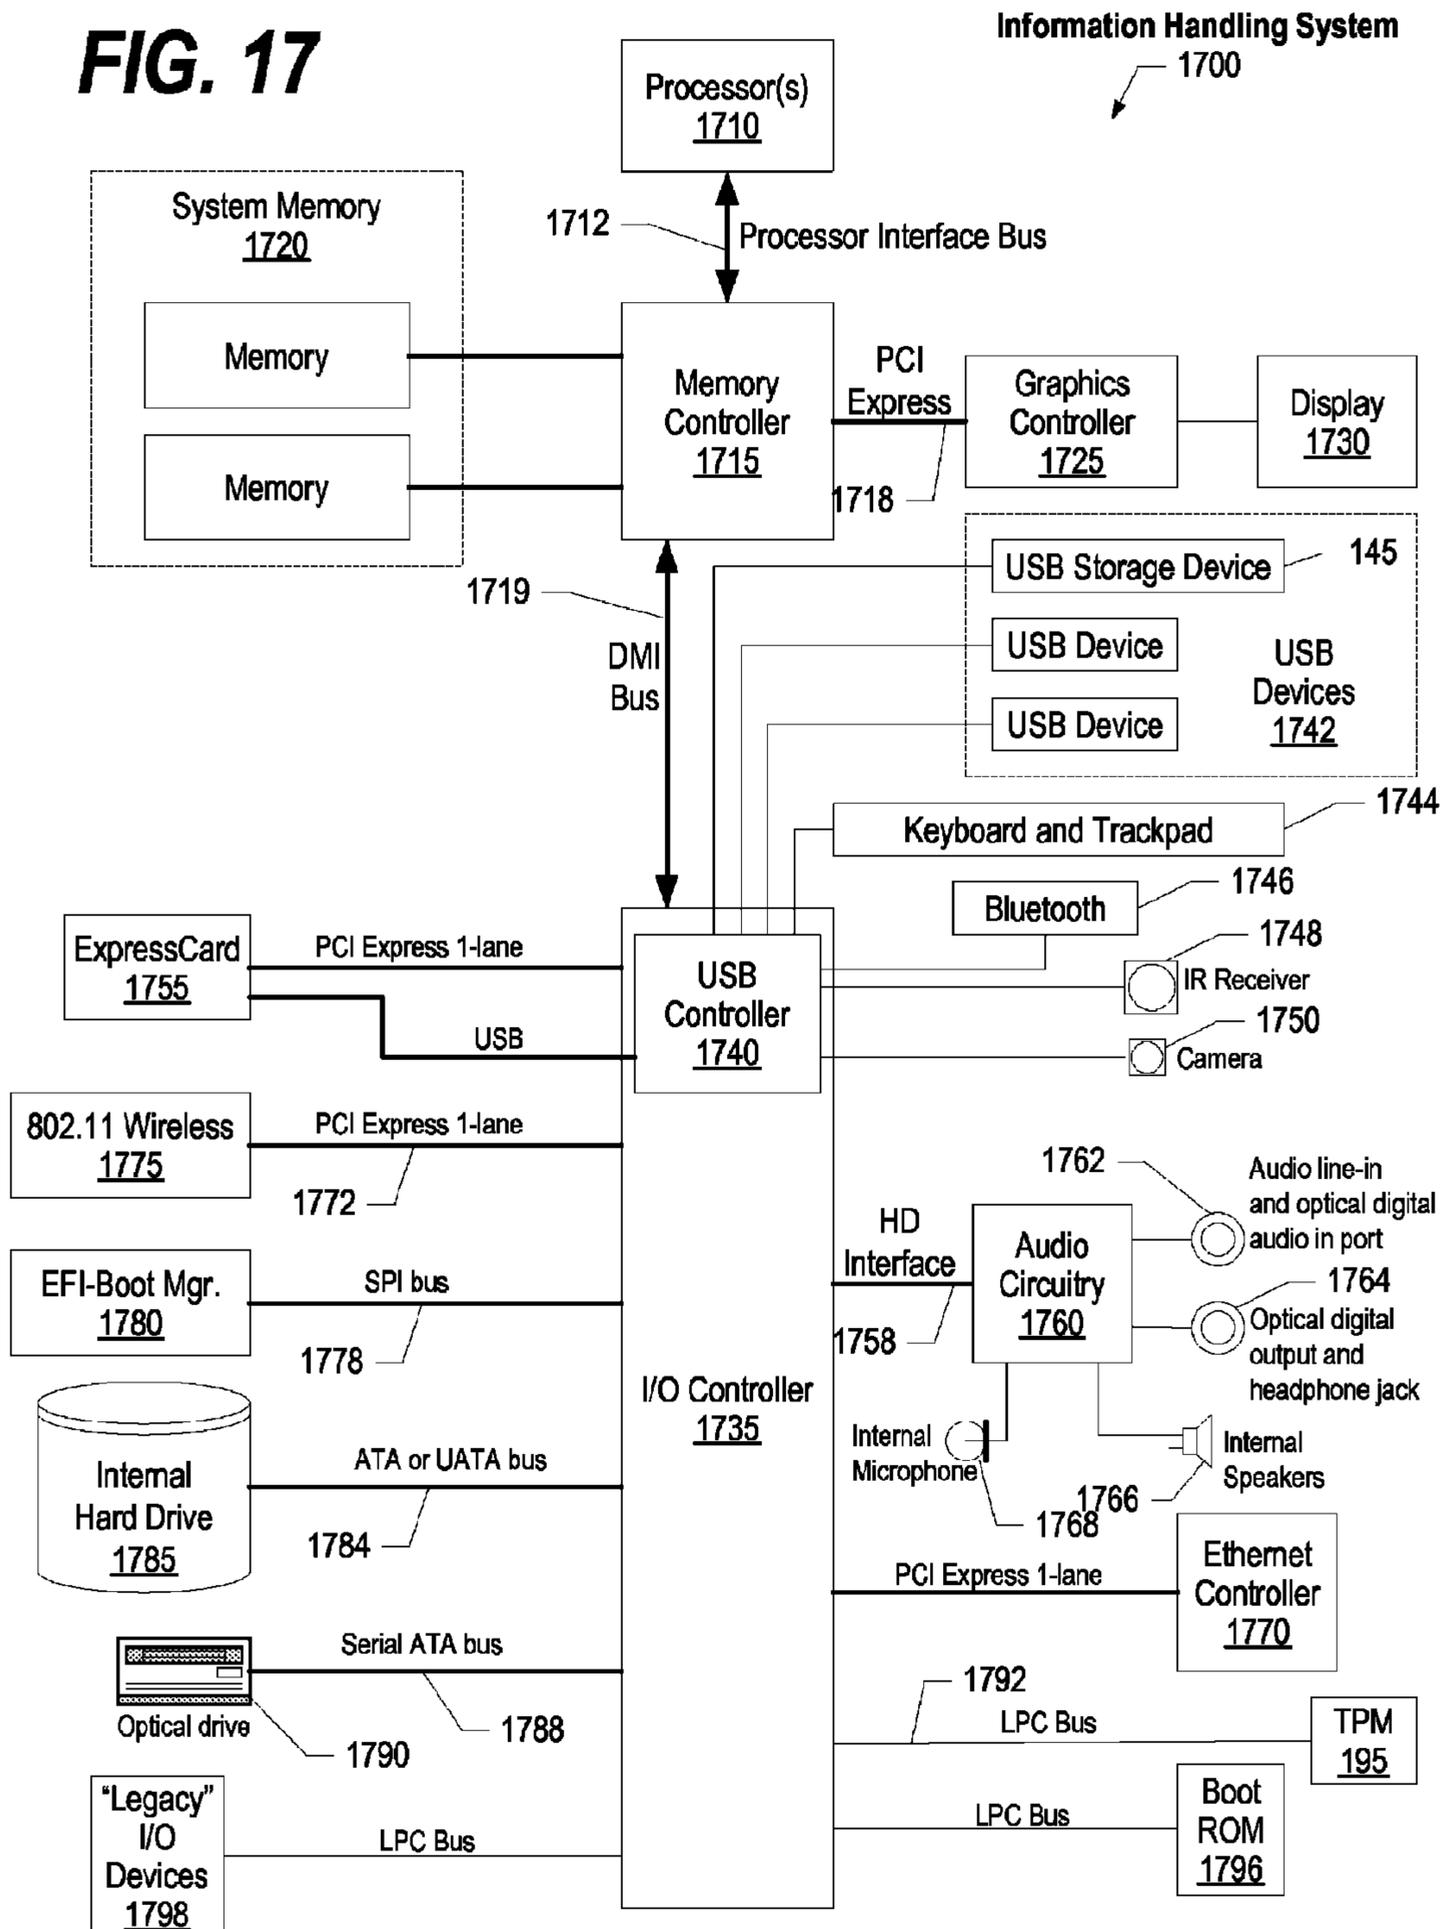 FIG. 17
Information Handling System
1700
Processor(s)
1710
System Memory
1720
1712
Processor Interface Bus
Memory
Memory
Memory
Controller
1715
PCI
Express
1718
Graphics
Controller
1725
Display
1730
1719
DMI
Bus
USB Storage Device
145
USB Device
USB Device
USB
Devices
1742
Keyboard and Trackpad
1744
Bluetooth
1746
1748
IR Receiver
1750
Camera
ExpressCard
1755
PCI Express 1-lane
USB
USB
Controller
1740
802.11 Wireless
1775
PCI Express 1-lane
1772
EFI-Boot Mgr.
1780
SPI bus
1778
I/O Controller
1735
HD
Interface
1758
Audio
Circuitry
1760
1762
Audio line-in
and optical digital
audio in port
1764
Optical digital
output and
headphone jack
Internal
Microphone
1768
1766
Internal
Speakers
Internal
Hard Drive
1785
ATA or UATA bus
1784
PCI Express 1-lane
Ethernet
Controller
1770
Serial ATA bus
1788
Optical drive
1790
1792
LPC Bus
TPM
195
"Legacy"
I/O
Devices
1798
LPC Bus
LPC Bus
Boot
ROM
1796